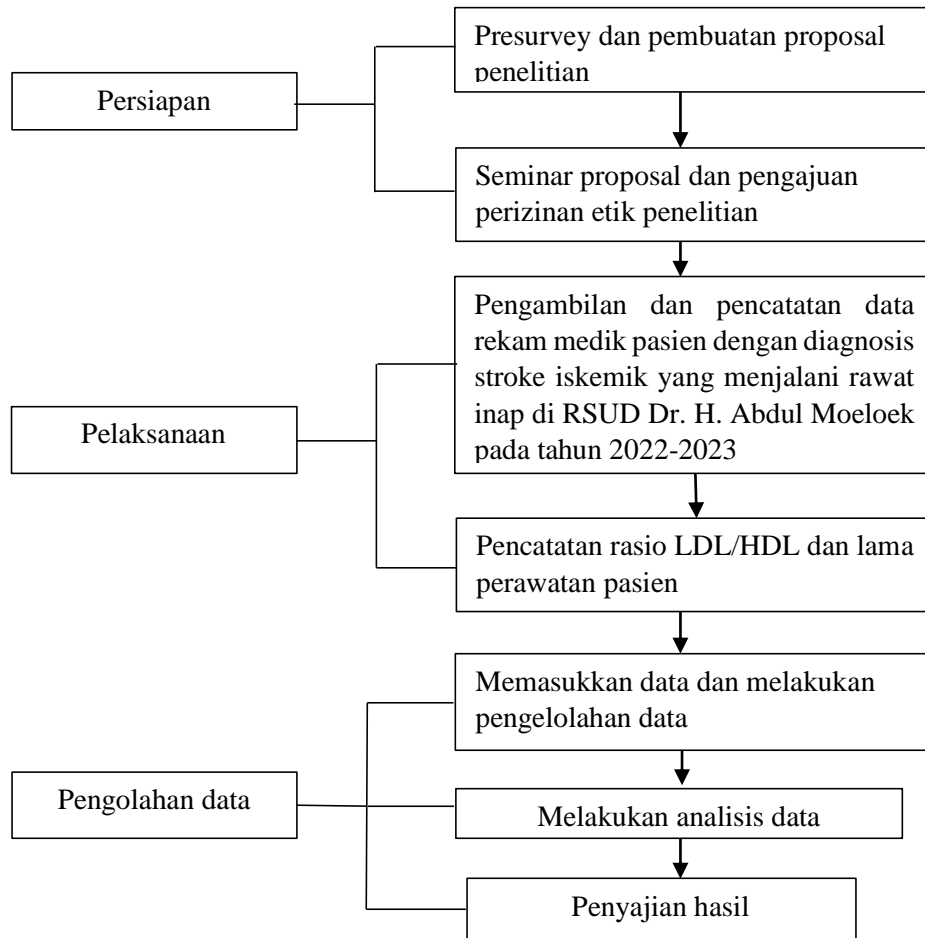 Presurvey dan pembuatan proposal
penelitian
Persiapan
Seminar proposal dan pengajuan
perizinan etik penelitian
Pengambilan dan pencatatan data
rekam medik pasien dengan diagnosis
stroke iskemik yang menjalani rawat
inap di RSUD Dr. H. Abdul Moeloek
pada tahun 2022-2023
Pelaksanaan
Pencatatan rasio LDL/HDL dan lama
perawatan pasien
Memasukkan data dan melakukan
pengelolahan data
Pengolahan data
Melakukan analisis data
Penyajian hasil